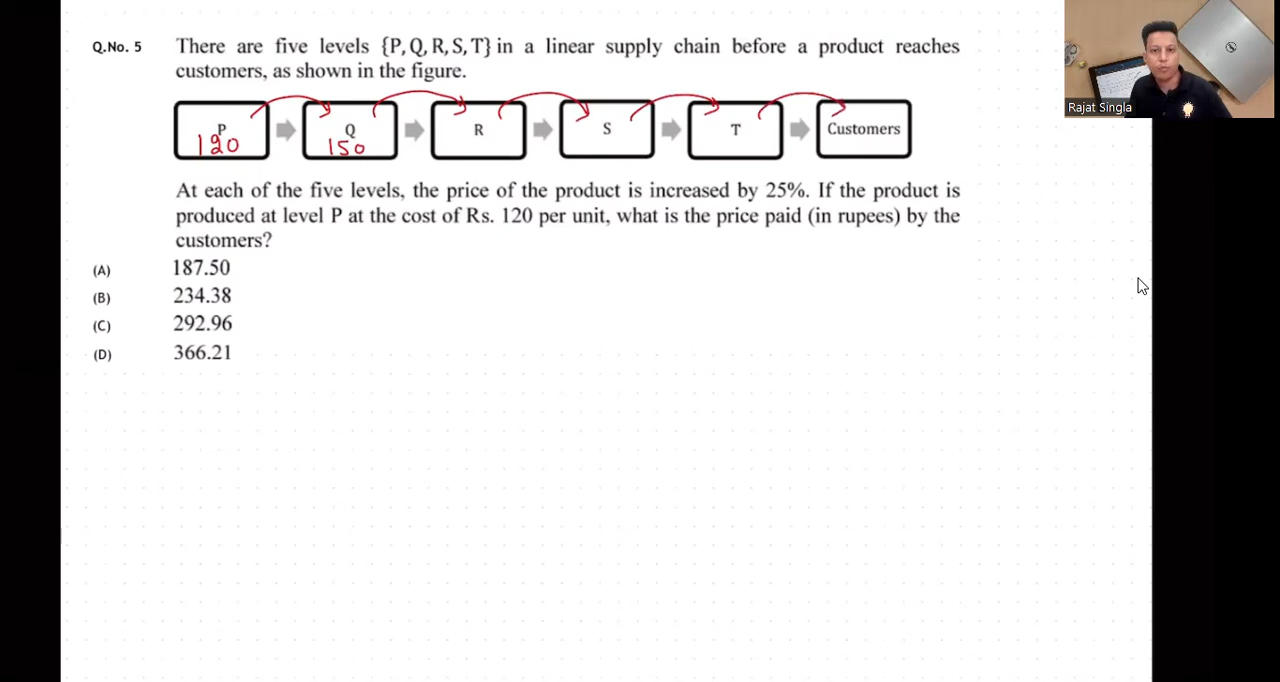 Q.No. 5 There are five levels {P, Q, R, S, T} in a linear supply chain before a product reaches
customers, as shown in the figure.
P Q R S T Customers
120 150
At each of the five levels, the price of the product is increased by 25%. If the product is
produced at level P at the cost of Rs. 120 per unit, what is the price paid (in rupees) by the
customers?
(A) 187.50
(B) 234.38
(C) 292.96
(D) 366.21
Rajat Singla